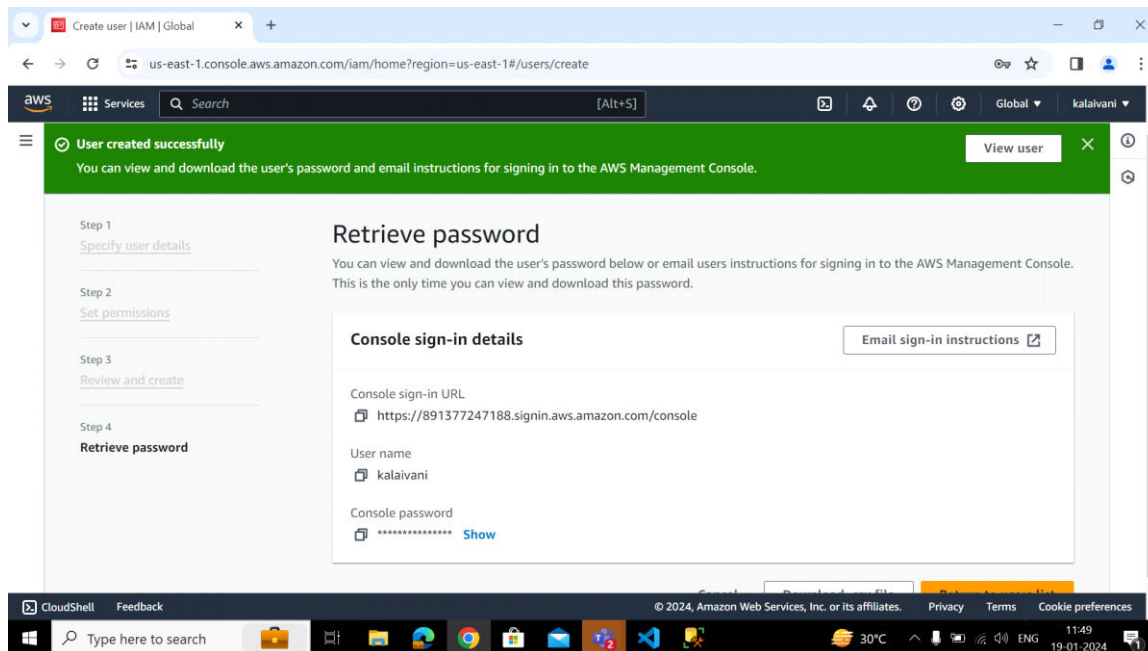 Create user | IAM | Global
us-east-1.console.aws.amazon.com/iam/home?region=us-east-1#/users/create
aws
Services
Search
[Alt+S]
Global
kalaivani
User created successfully
You can view and download the user's password and email instructions for signing in to the AWS Management Console.
View user
Step 1
Specify user details
Step 2
Set permissions
Step 3
Review and create
Step 4
Retrieve password
Retrieve password
You can view and download the user's password below or email users instructions for signing in to the AWS Management Console.
This is the only time you can view and download this password.
Console sign-in details
Email sign-in instructions
Console sign-in URL
https://891377247188.signin.aws.amazon.com/console
User name
kalaivani
Console password
*************** Show
Cancel
Download .csv file
Return to users list
CloudShell
Feedback
© 2024, Amazon Web Services, Inc. or its affiliates.
Privacy
Terms
Cookie preferences
Type here to search
30°C
ENG
11:49
19-01-2024